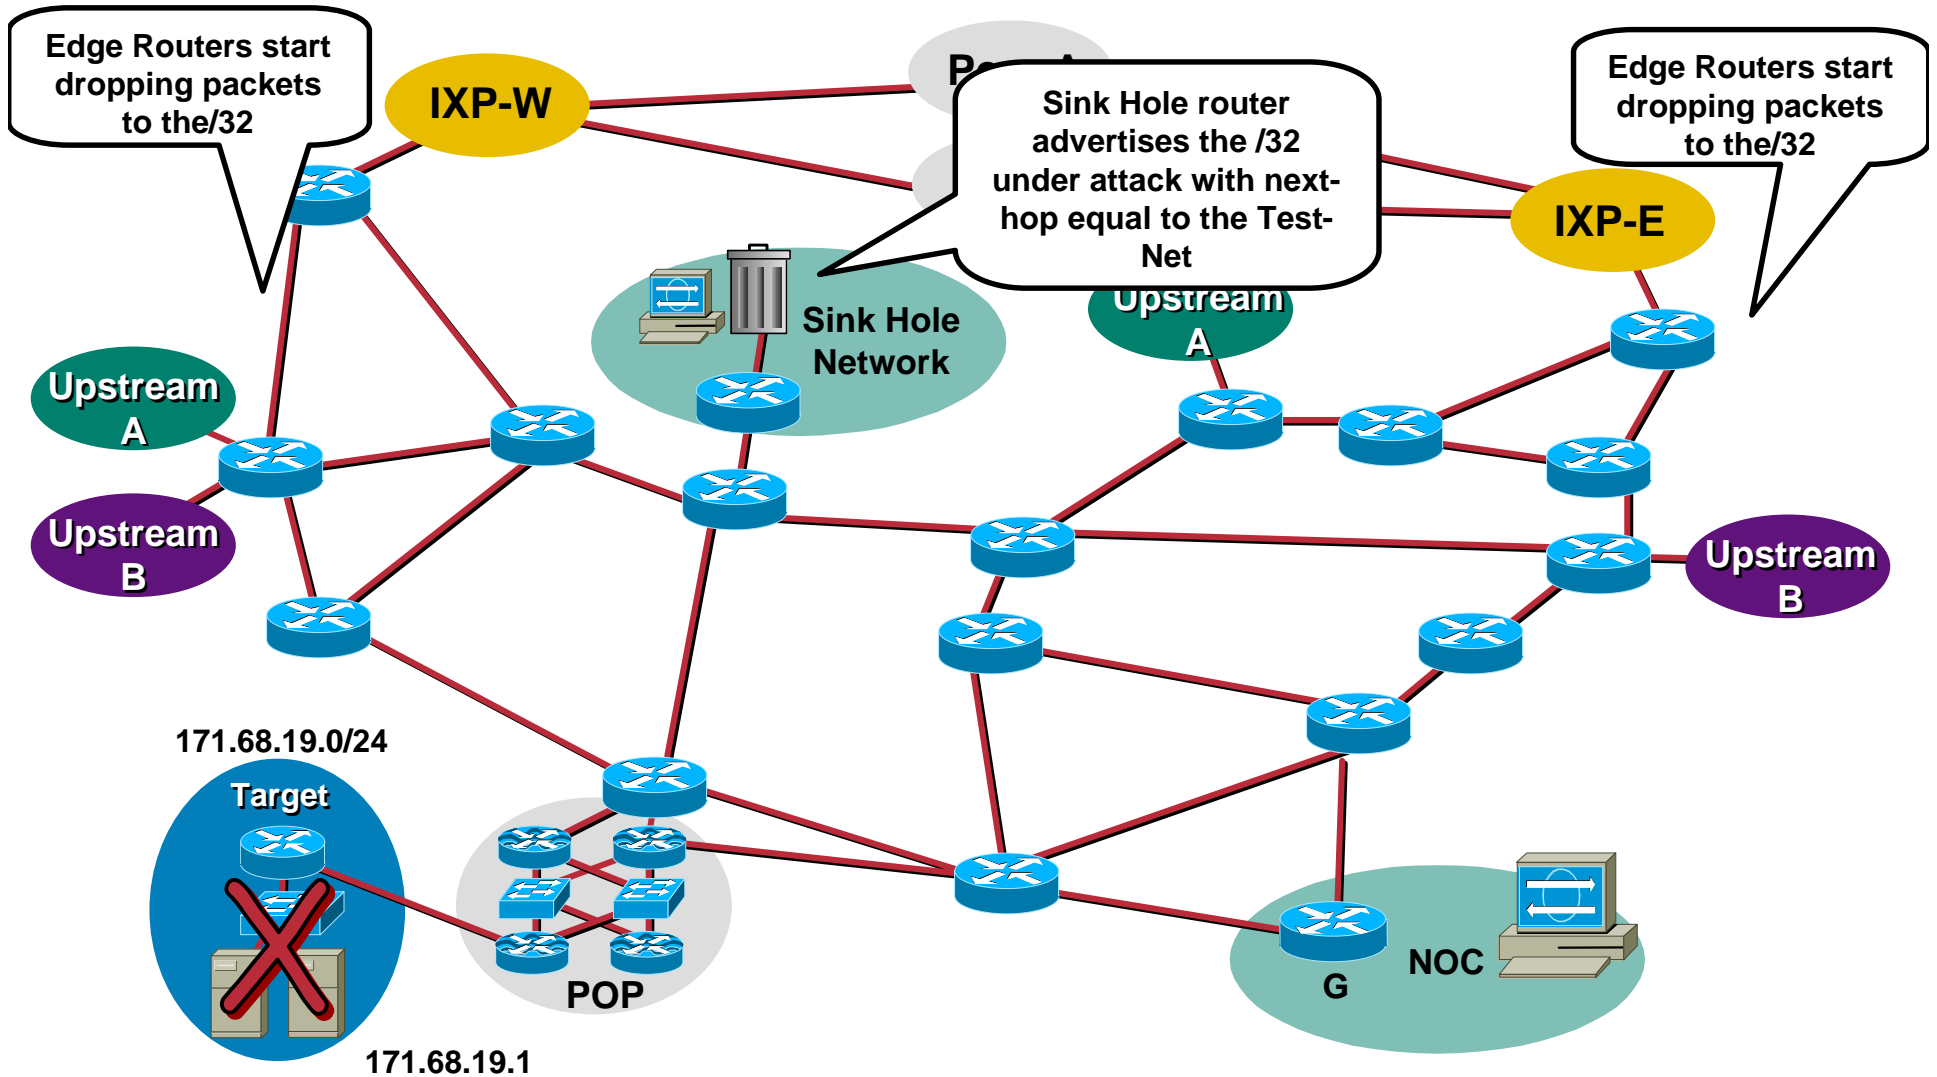 Edge Routers start
dropping packets
to the/32
IXP-W
Sink Hole router
advertises the /32
under attack with next-
hop equal to the Test-
Net
Edge Routers start
dropping packets
to the/32
IXP-E
Sink Hole
Network
Upstream
A
Upstream
A
Upstream
B
Upstream
B
171.68.19.0/24
Target
POP
G
NOC
171.68.19.1